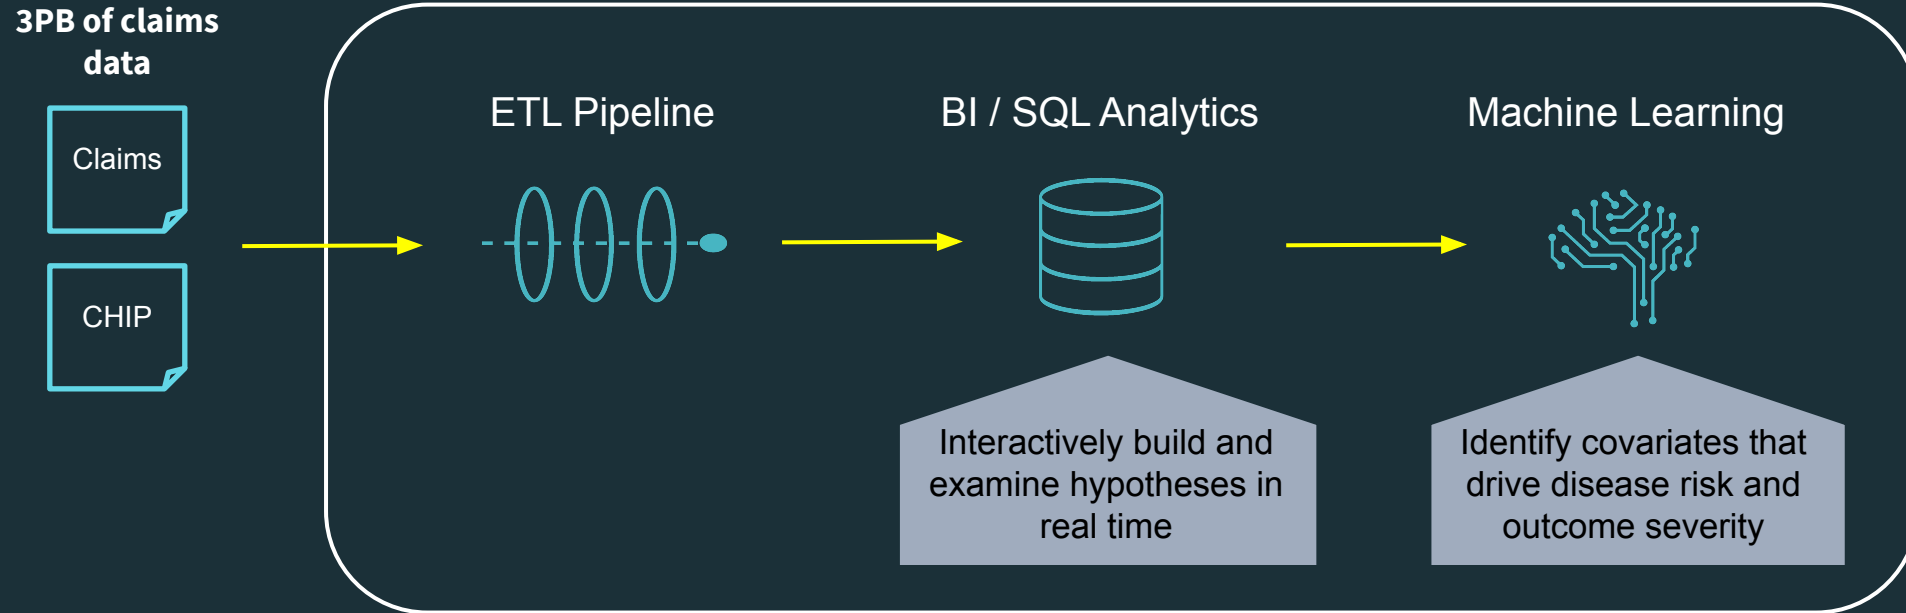 3PB of claims
data
Claims
CHIP
ETL Pipeline
BI / SQL Analytics
Machine Learning
Interactively build and
examine hypotheses in
real time
Identify covariates that
drive disease risk and
outcome severity